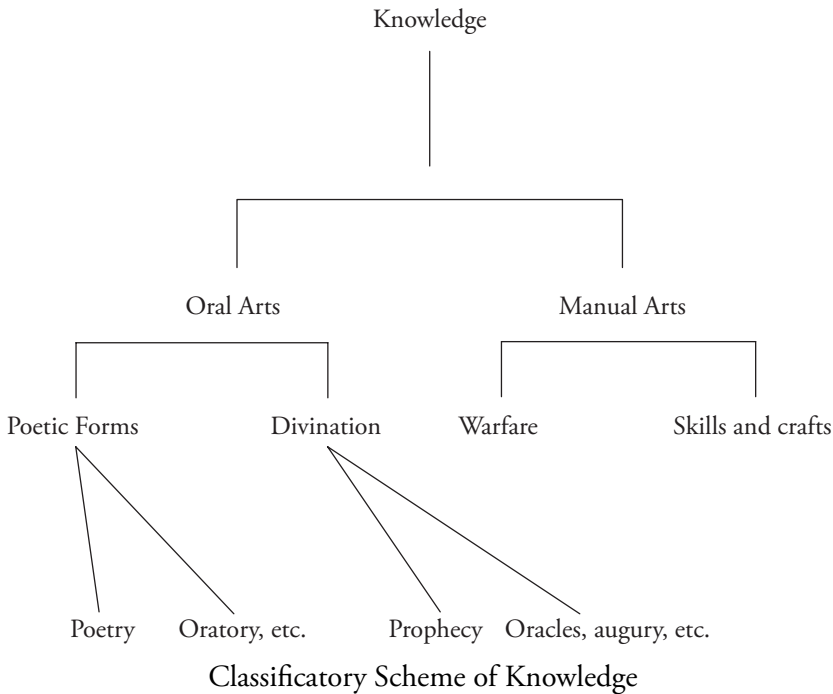 Knowledge
Oral Arts Manual Arts
Poetic Forms Divination Warfare Skills and crafts
Poetry Oratory, etc. Prophecy Oracles, augury, etc.
Classificatory Scheme of Knowledge